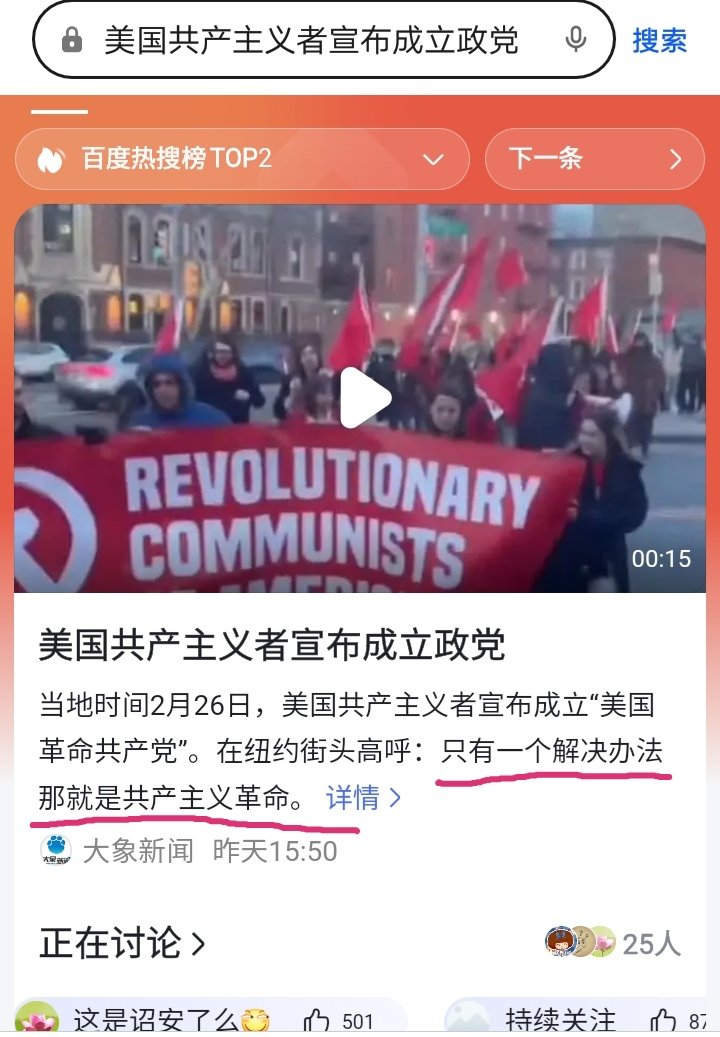 美国共产主义者宣布成立政党
搜索
百度热搜榜TOP2
下一条
REVOLUTIONARY
COMMUNISTS
OF AMERICA
00:15
美国共产主义者宣布成立政党
当地时间2月26日，美国共产主义者宣布成立“美国
革命共产党”。在纽约街头高呼：只有一个解决办法
那就是共产主义革命。 详情
大象新闻 昨天15:50
正在讨论
25人
这是诏安了么 501
持续关注 87